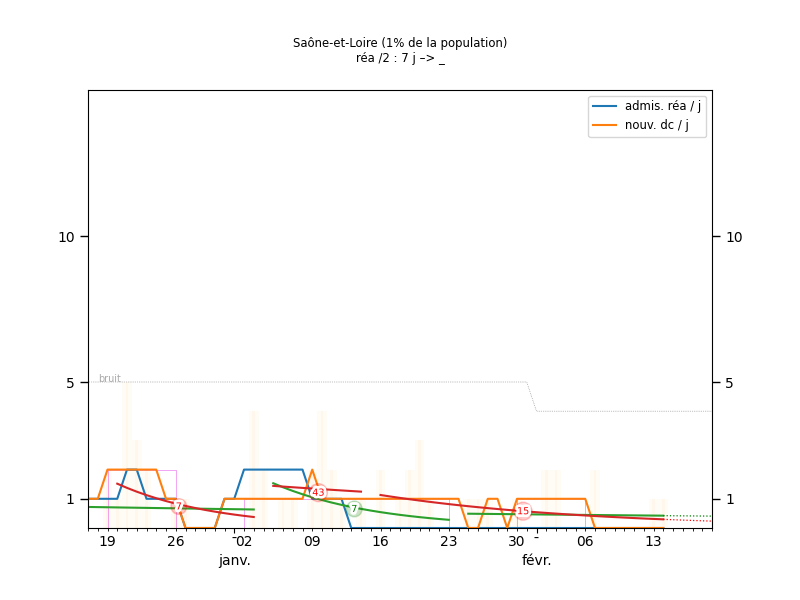 Saône-et-Loire (1% de la population)
réa /2 : 7 j –> _
admis. réa / j
nouv. dc / j
10 10
bruit
5 5
1 1
7 43 7 15
19 26 02 09 16 23 30 06 13
janv. févr.